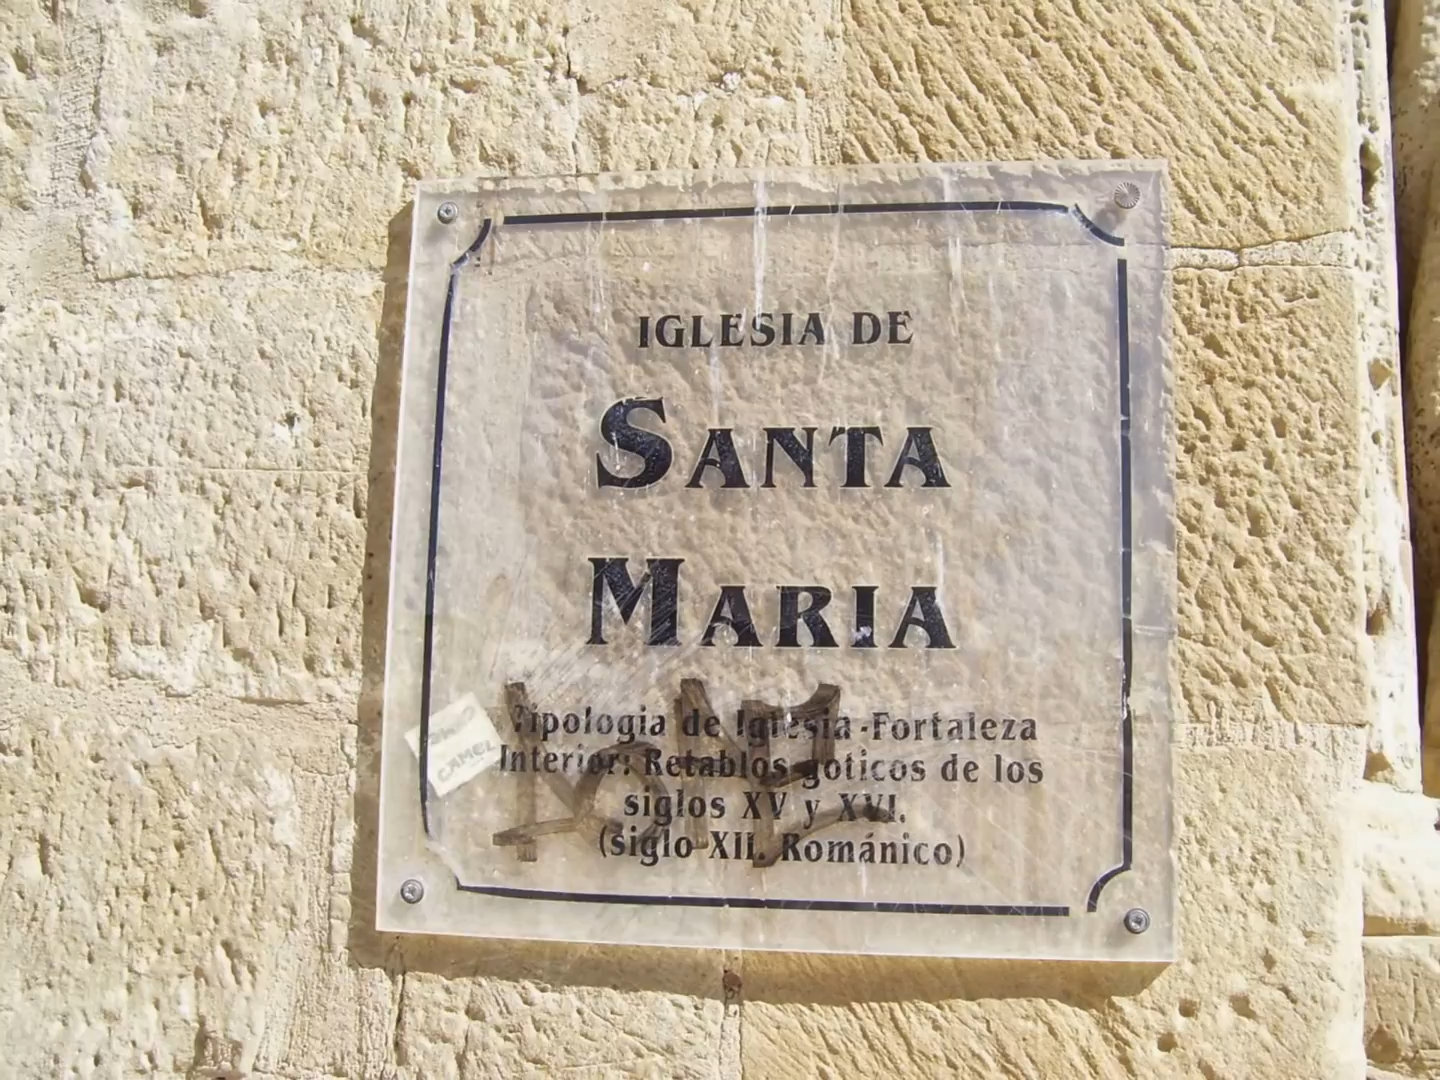 IGLESIA DE
SANTA
MARIA
Tipologia de Iglesia-Fortaleza
Interior: Retablos goticos de los
siglos XV y XVI.
(siglo XII. Románico)
CAMEL